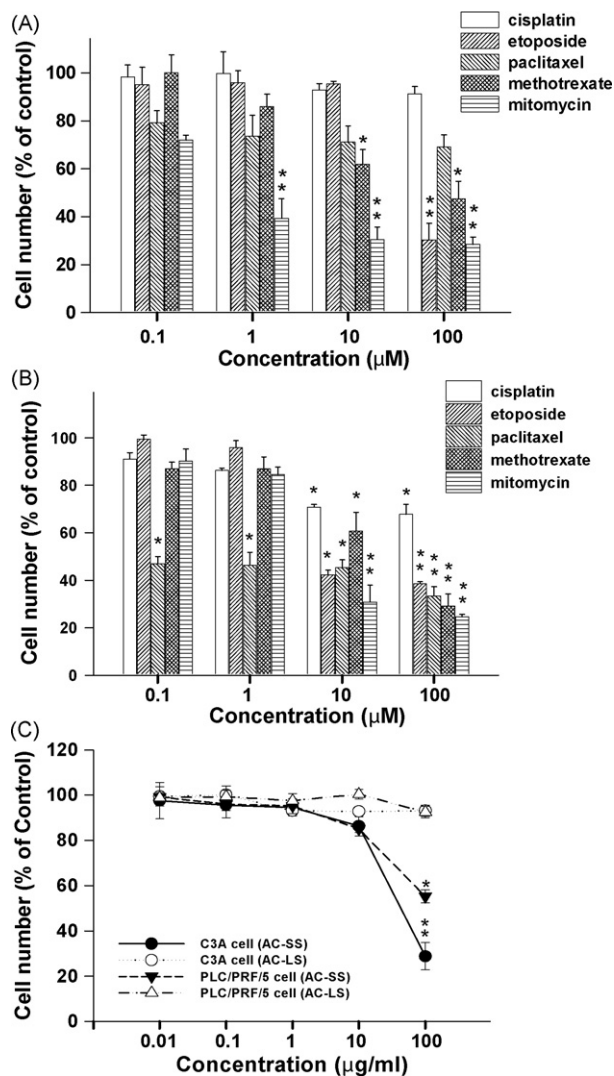 (A)
cisplatin
etoposide
paclitaxel
methotrexate
mitomycin
Cell number (% of control)
100
80
60
40
20
0
**
*
**
**
*
**
0.1 1 10 100
Concentration (μM)
(B)
cisplatin
etoposide
paclitaxel
methotrexate
mitomycin
Cell number (% of control)
100
80
60
40
20
0
*
*
*
*
*
*
**
*
**
**
**
**
0.1 1 10 100
Concentration (μM)
(C)
Cell number (% of Control)
120
100
80
60
40
20
0
*
**
C3A cell (AC-SS)
C3A cell (AC-LS)
PLC/PRF/5 cell (AC-SS)
PLC/PRF/5 cell (AC-LS)
0.01 0.1 1 10 100
Concentration (μg/ml)